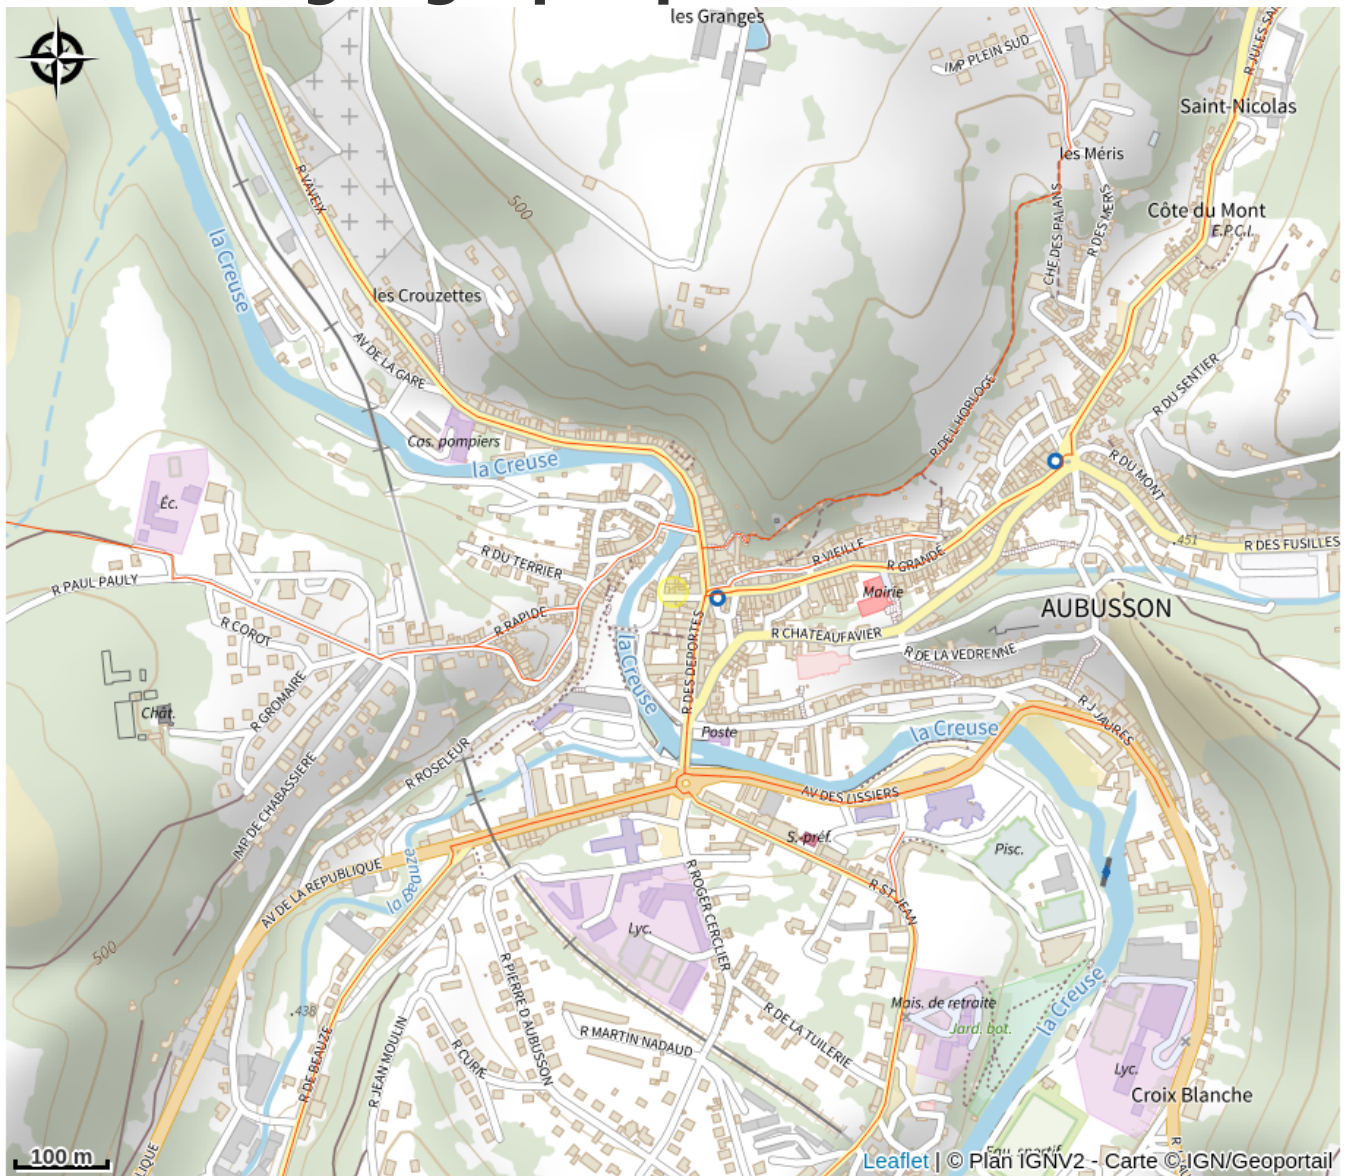 les Granges
IMP PLEIN SUD
R JULES SA
Saint-Nicolas
les Méris
R VAVEIX
500
CHE DES PALANS
R DES MERIS
Côte du Mont
E.P.C.I.
la Creuse
les Crouzettes
AV DE LA GARE
R DU SENTIER
R DE L'HORLOGE
Cas. pompiers
la Creuse
R DU MONT
Éc.
.451
R DES FUSILLES
R DU TERRIER
R VIEILLE
R GRANDE
R PAUL PAULY
Mairie
AUBUSSON
R RAPIDE
R COROT
R CHATEAUFAVIER
R DE LA VEDRENNE
la Creuse
R DES DEPORTES
R GROMAIRE
Chât.
R J JAURES
Poste
la Creuse
R ROSELEUR
IMP DE CHABASSIERE
AV DES LISSIERS
S.-préf.
Pisc.
AV DE LA REPUBLIQUE
la Beauze
R ROGER CERCLIER
R ST JEAN
Lyc.
500
R PIERRE D AUBUSSON
la Creuse
Mais. de retraite
.438
Jard. bot.
R DE LA TUILERIE
R MARTIN NADAUD
R JEAN MOULIN
R CURIE
R DE BEAUZE
Lyc.
Croix Blanche
100 m
LIQUE
Leaflet | © Plan IGNV2 - Carte © IGN/Geoportail